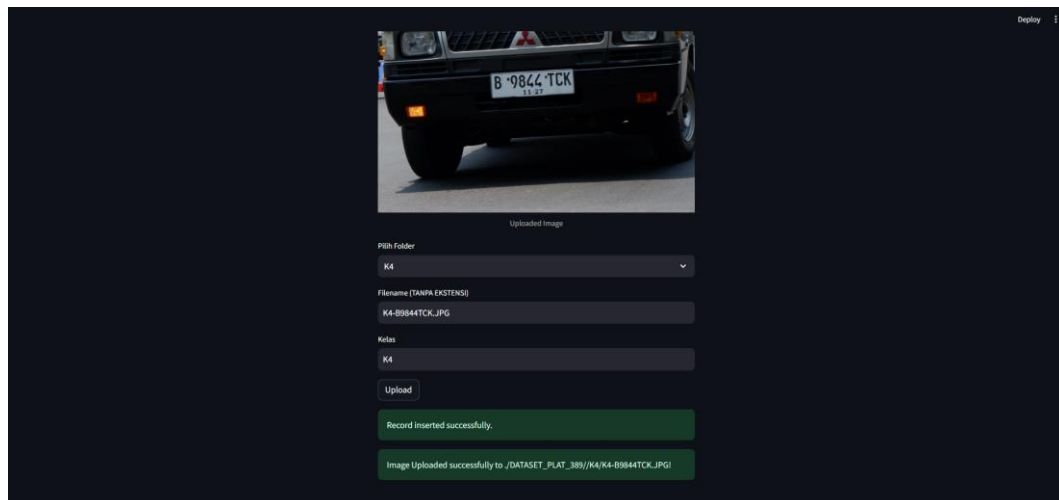 Deploy
B 9844 TCK
11·27
Uploaded Image
Pilih Folder
K4
Filename (TANPA EKSTENSI)
K4-B9844TCK.JPG
Kelas
K4
Upload
Record inserted successfully.
Image Uploaded successfully to ./DATASET_PLAT_389//K4/K4-B9844TCK.JPG!